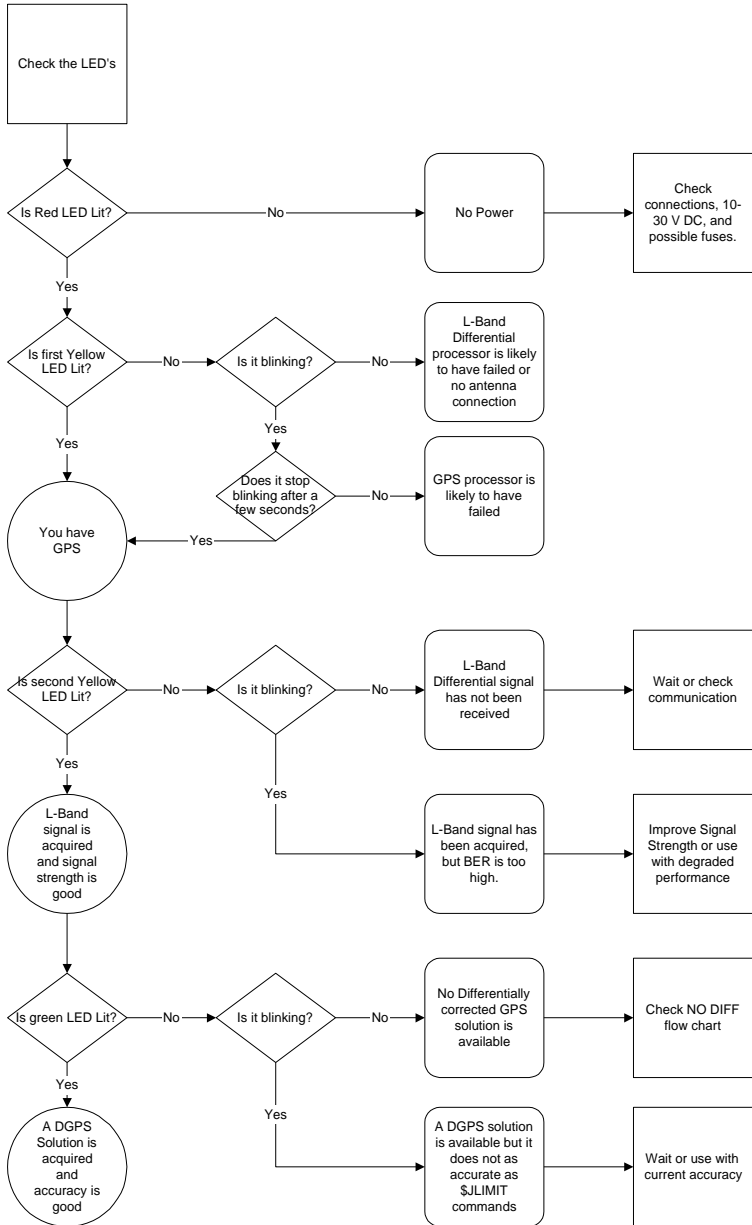 Check the LED's
Is Red LED Lit?
No
No Power
Check
connections, 10-
30 V DC, and
possible fuses.
Yes
Is first Yellow
LED Lit?
No
Is it blinking?
No
L-Band
Differential
processor is likely
to have failed or
no antenna
connection
Yes
Yes
Does it stop
blinking after a
few seconds?
No
GPS processor is
likely to have
failed
Yes
You have
GPS
Is second Yellow
LED Lit?
No
Is it blinking?
No
L-Band
Differential signal
has not been
received
Wait or check
communication
Yes
Yes
L-Band
signal is
acquired
and signal
strength is
good
L-Band signal has
been acquired,
but BER is too
high.
Improve Signal
Strength or use
with degraded
performance
Is green LED Lit?
No
Is it blinking?
No
No Differentially
corrected GPS
solution is
available
Check NO DIFF
flow chart
Yes
Yes
A DGPS
Solution is
acquired
and
accuracy is
good
A DGPS solution
is available but it
does not as
accurate as
$JLIMIT
commands
Wait or use with
current accuracy